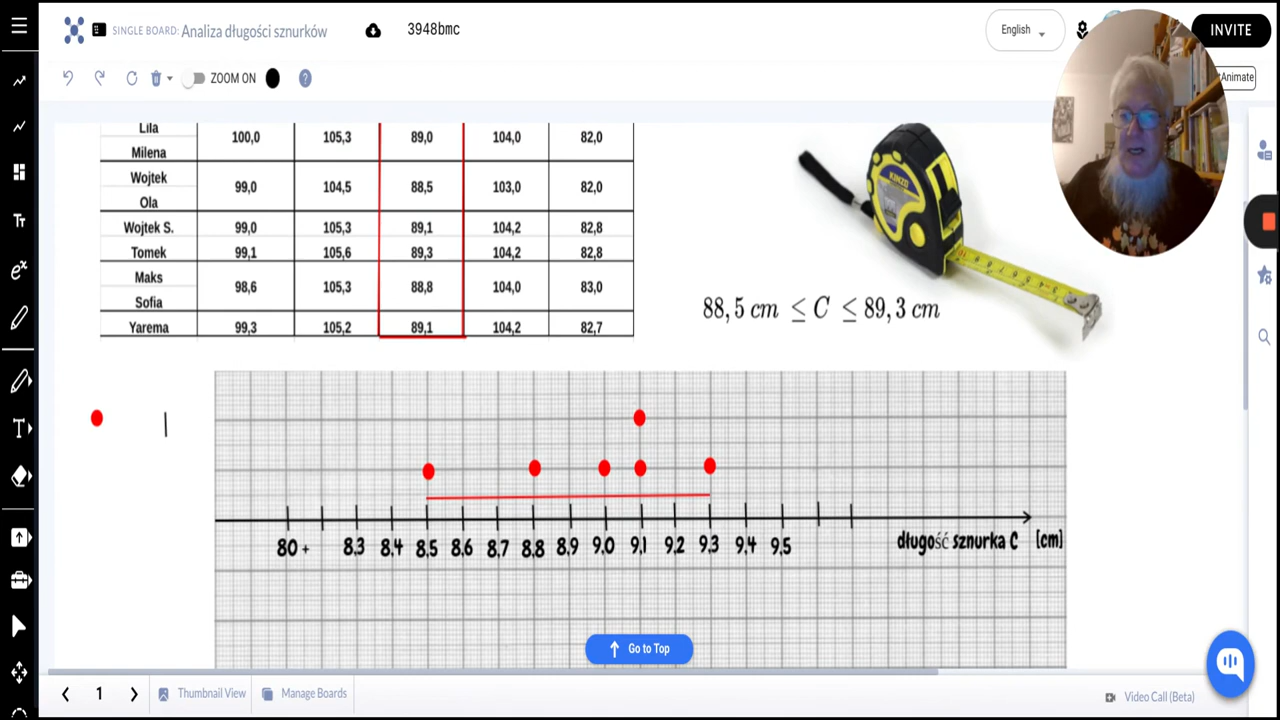 SINGLE BOARD: Analiza długości sznurków
3948bmc
English
INVITE
ZOOM ON
?
Animate
Lila
Milena
100,0 105,3 89,0 104,0 82,0
Wojtek
Ola
99,0 104,5 88,5 103,0 82,0
Wojtek S. 99,0 105,3 89,1 104,2 82,8
Tomek 99,1 105,6 89,3 104,2 82,8
Maks
Sofia
98,6 105,3 88,8 104,0 83,0
Yarema 99,3 105,2 89,1 104,2 82,7
88, 5 cm ≤ C ≤ 89, 3 cm
80 + 8,3 8,4 8,5 8,6 8,7 8,8 8,9 9,0 9,1 9,2 9,3 9,4 9,5 długość sznurka C [cm]
Go to Top
1 Thumbnail View Manage Boards Video Call (Beta)